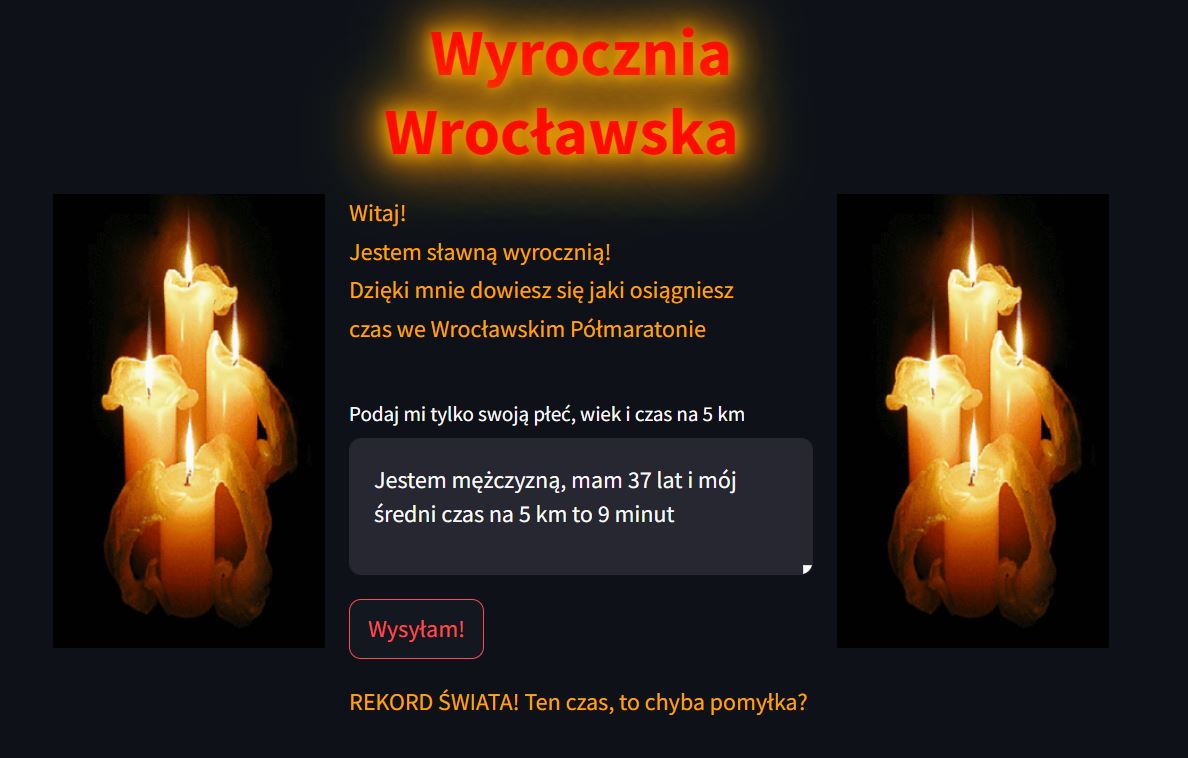 Wyrocznia
Wrocławska
Witaj!
Jestem sławną wyrocznią!
Dzięki mnie dowiesz się jaki osiągniesz
czas we Wrocławskim Półmaratonie
Podaj mi tylko swoją płeć, wiek i czas na 5 km
Jestem mężczyzną, mam 37 lat i mój
średni czas na 5 km to 9 minut
Wysyłam!
REKORD ŚWIATA! Ten czas, to chyba pomyłka?